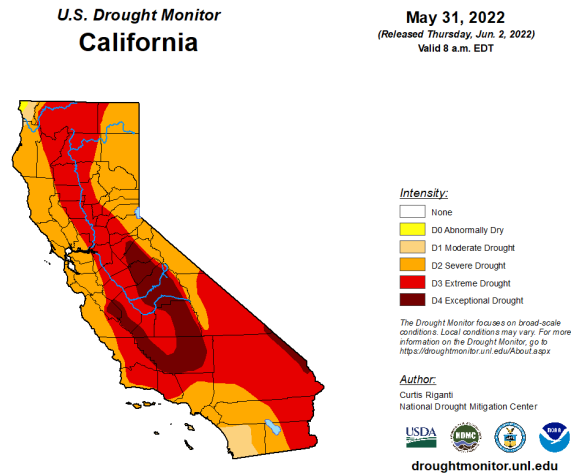 U.S. Drought Monitor
California
May 31, 2022
(Released Thursday, Jun. 2, 2022)
Valid 8 a.m. EDT
Intensity:
None
D0 Abnormally Dry
D1 Moderate Drought
D2 Severe Drought
D3 Extreme Drought
D4 Exceptional Drought
The Drought Monitor focuses on broad-scale
conditions. Local conditions may vary. For more
information on the Drought Monitor, go to
https://droughtmonitor.unl.edu/About.aspx
Author:
Curtis Riganti
National Drought Mitigation Center
USDA
NDMC
NOAA
droughtmonitor.unl.edu